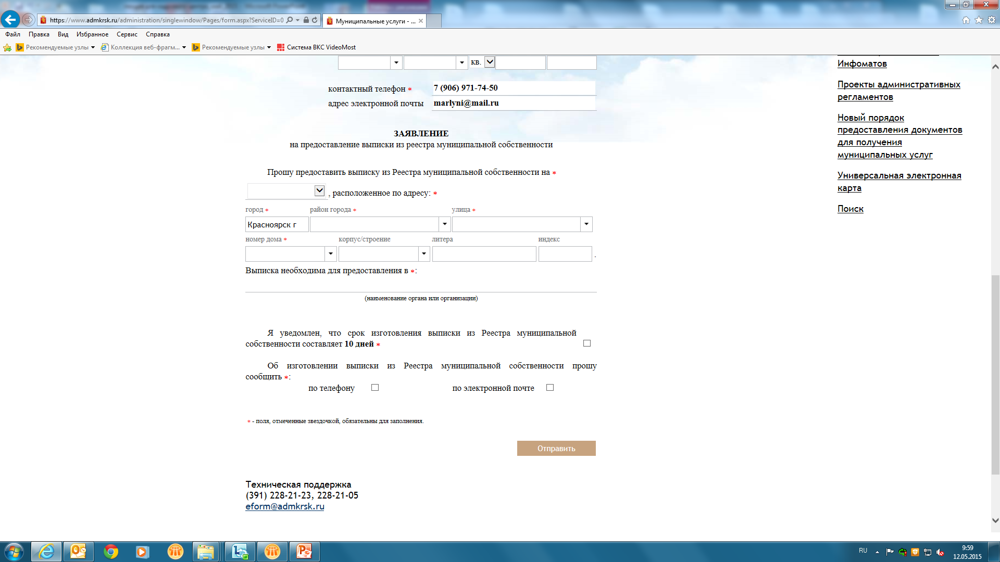 https://www.admkrsk.ru/administration/singlewindow/Pages/form.aspx?ServiceID=0
Муниципальные услуги - ...
Файл Правка Вид Избранное Сервис Справка
Рекомендуемые узлы Коллекция веб-фрагм... Рекомендуемые узлы Система ВКС VideoMost
кв.
Инфоматов
контактный телефон * 7 (906) 971-74-50
адрес электронной почты marlyni@mail.ru
Проекты административных
регламентов
Новый порядок
предоставления документов
для получения
муниципальных услуг
Универсальная электронная
карта
Поиск
ЗАЯВЛЕНИЕ
на предоставление выписки из реестра муниципальной собственности
Прошу предоставить выписку из Реестра муниципальной собственности на *
, расположенное по адресу: *
город * район города * улица *
Красноярск г
номер дома * корпус/строение литера индекс
.
Выписка необходима для предоставления в *:
(наименование органа или организации)
Я уведомлен, что срок изготовления выписки из Реестра муниципальной
собственности составляет 10 дней *
Об изготовлении выписки из Реестра муниципальной собственности прошу
сообщить *:
по телефону по электронной почте
* - поля, отмеченные звездочкой, обязательны для заполнения.
Отправить
Техническая поддержка
(391) 228-21-23, 228-21-05
eform@admkrsk.ru
RU
9:59
12.05.2015